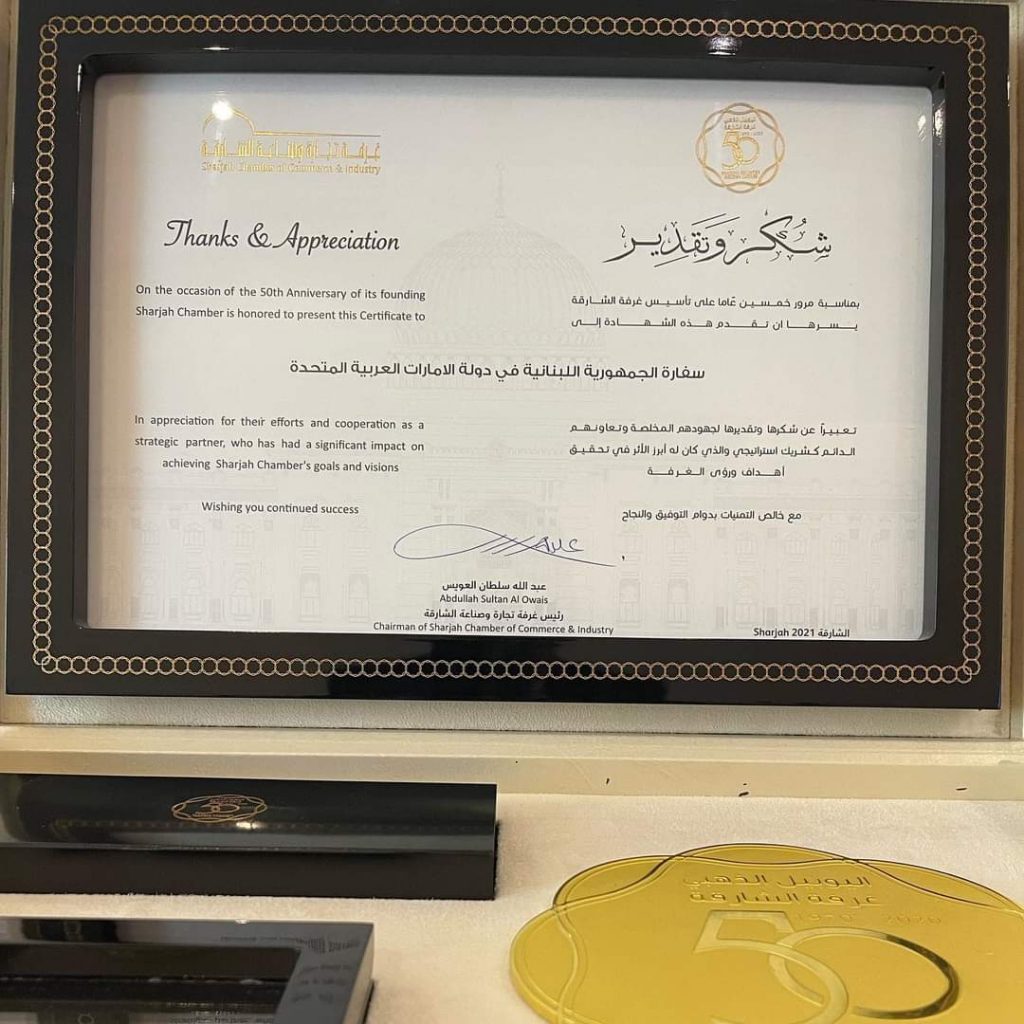 غرفة تجارة وصناعة الشارقة
Sharjah Chamber of Commerce & Industry
50
Thanks & Appreciation
شكر وتقدير
On the occasion of the 50th Anniversary of its founding
Sharjah Chamber is honored to present this Certificate to
بمناسبة مرور خمسين عاما على تأسيس غرفة الشارقة
يسرها ان تقدم هذه الشهادة إلى
سفارة الجمهورية اللبنانية في دولة الامارات العربية المتحدة
In appreciation for their efforts and cooperation as a
strategic partner, who has had a significant impact on
achieving Sharjah Chamber's goals and visions
تعبيراً عن شكرها وتقديرها لجهودهم المخلصة وتعاونهم
الدائم كشريك استراتيجي والذي كان له أبرز الأثر في تحقيق
أهداف ورؤى الغرفة
Wishing you continued success
مع خالص التمنيات بدوام التوفيق والنجاح
عبد الله سلطان العويس
Abdullah Sultan Al Owais
رئيس غرفة تجارة وصناعة الشارقة
Chairman of Sharjah Chamber of Commerce & Industry
Sharjah 2021 الشارقة
50
اليوبيل الذهبي
غرفة الشارقة
1970 - 2020
50